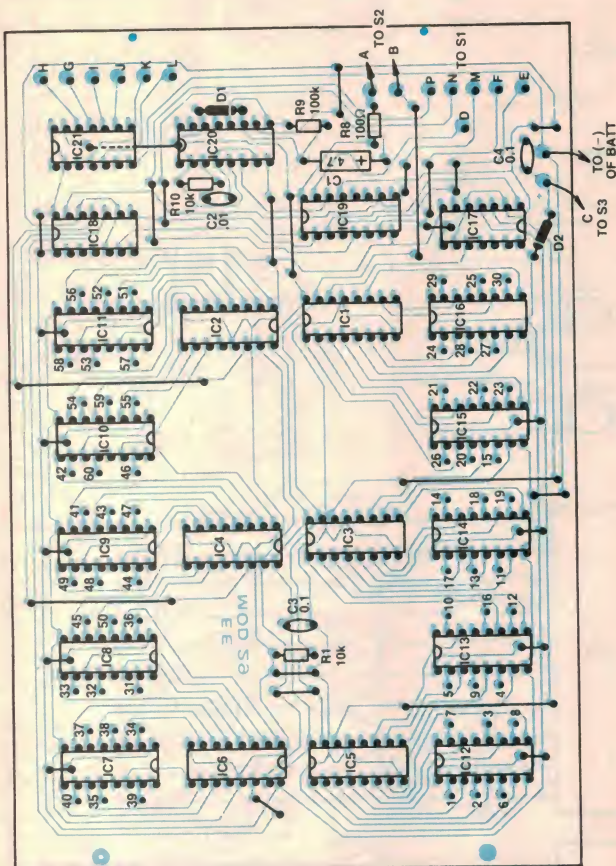 H
G
I
J
K
L
A
TO S2
B
P
TO S1
N
M
F
E
D
IC21
IC20
D1
R9
100k
R8
100Ω
C1
4.7
+
C4
0.1
TO (-)
OF BATT
C
TO S3
D2
IC18
R10
10k
C2
.01
IC19
IC17
56
52
51
IC11
58
53
57
IC2
IC1
29
25
30
IC16
24
28
27
54
59
55
IC10
42
60
46
21
22
23
IC15
26
20
15
41
43
47
IC9
49
48
44
IC4
IC3
14
18
19
IC14
17
13
11
45
50
36
IC8
33
32
31
MOD 29
EE
C3
0.1
R1
10k
10
16
12
IC13
5
9
4
37
38
34
IC7
40
35
39
IC6
IC5
7
3
8
IC12
1
2
6